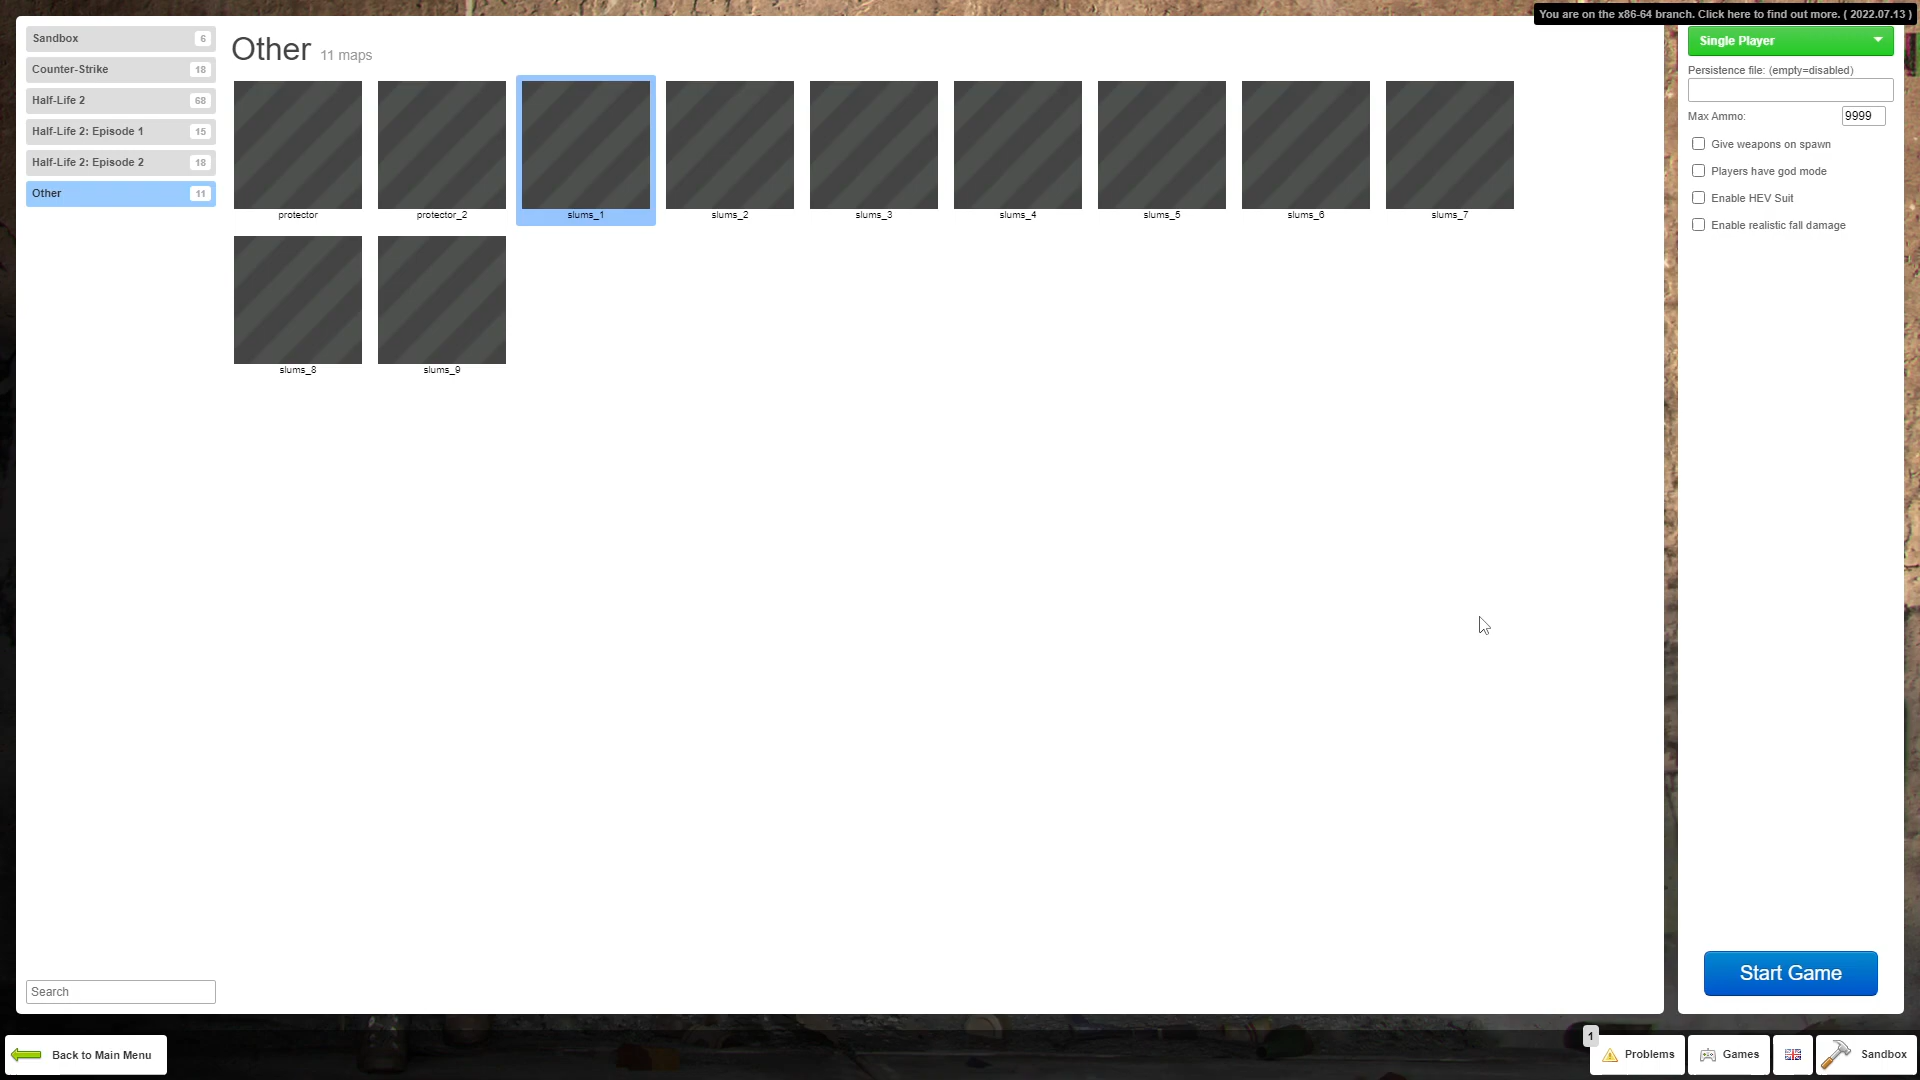 You are on the x86-64 branch. Click here to find out more. ( 2022.07.13 )
Sandbox 6
Counter-Strike 18
Half-Life 2 68
Half-Life 2: Episode 1 15
Half-Life 2: Episode 2 18
Other 11
Search
Other 11 maps
protector
protector_2
slums_1
slums_2
slums_3
slums_4
slums_5
slums_6
slums_7
slums_8
slums_9
Single Player
Persistence file: (empty=disabled)
Max Ammo: 9999
Give weapons on spawn
Players have god mode
Enable HEV Suit
Enable realistic fall damage
Start Game
Back to Main Menu
1
Problems
Games
Sandbox